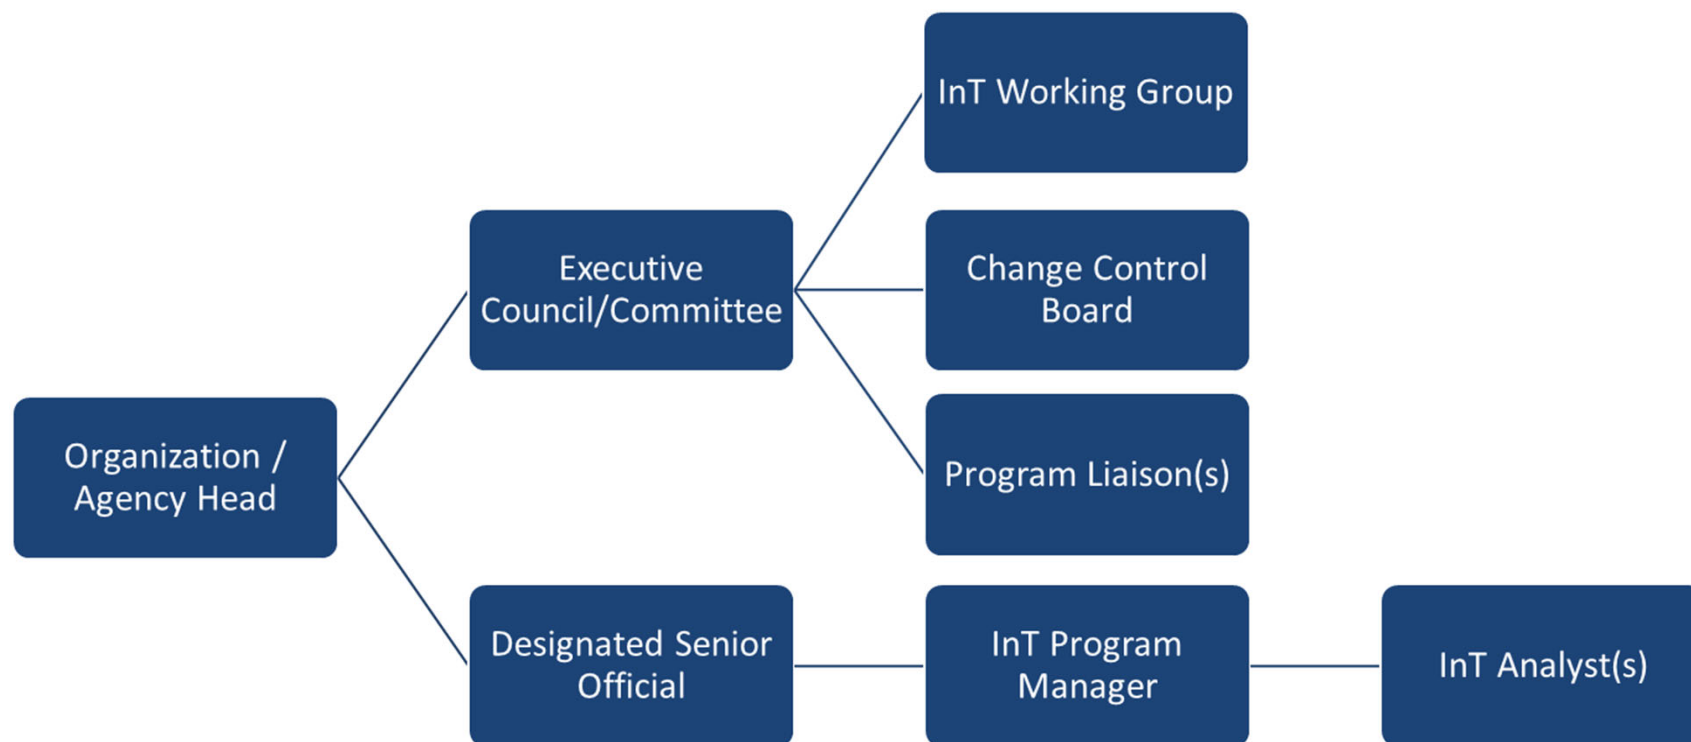 InT Working Group
Executive
Council/Committee
Change Control
Board
Organization /
Agency Head
Program Liaison(s)
Designated Senior
Official
InT Program
Manager
InT Analyst(s)